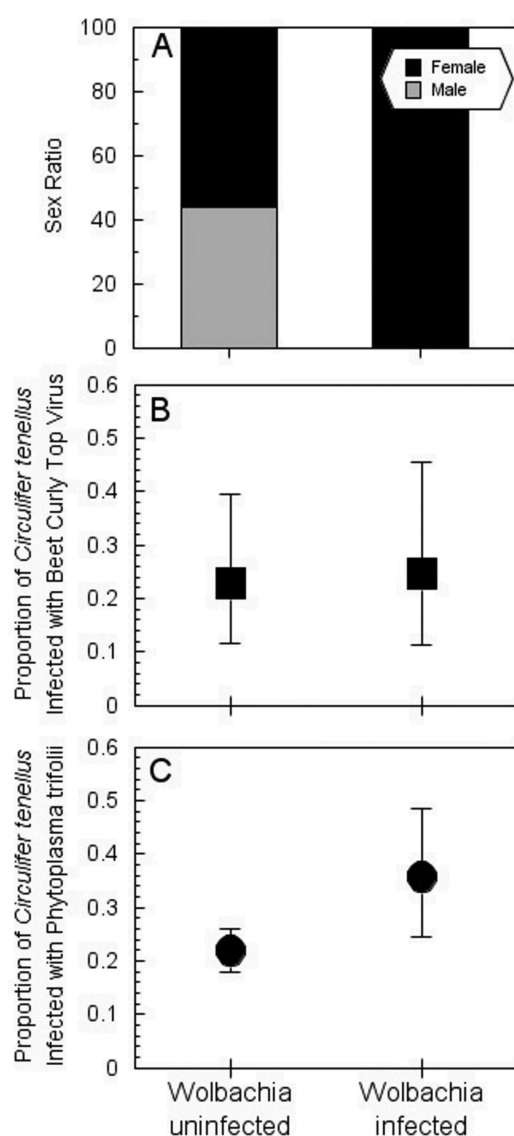 A
Female
Male
100
80
60
40
20
0
Sex Ratio
B
0.6
0.5
0.4
0.3
0.2
0.1
0
Proportion of Circulifer tenellus
Infected with Beet Curly Top Virus
C
0.6
0.5
0.4
0.3
0.2
0.1
0
Proportion of Circulifer tenellus
Infected with Phytoplasma trifolii
Wolbachia
uninfected
Wolbachia
infected